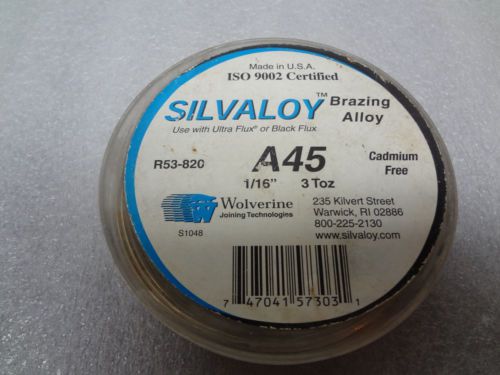 Made in U.S.A.
ISO 9002 Certified
SILVALOY™ Brazing Alloy
Use with Ultra Flux® or Black Flux
R53-820
A45
Cadmium Free
1/16" 3 Toz
Wolverine
Joining Technologies
S1048
235 Kilvert Street
Warwick, RI 02886
800-225-2130
www.silvaloy.com
7 47041 57303 1